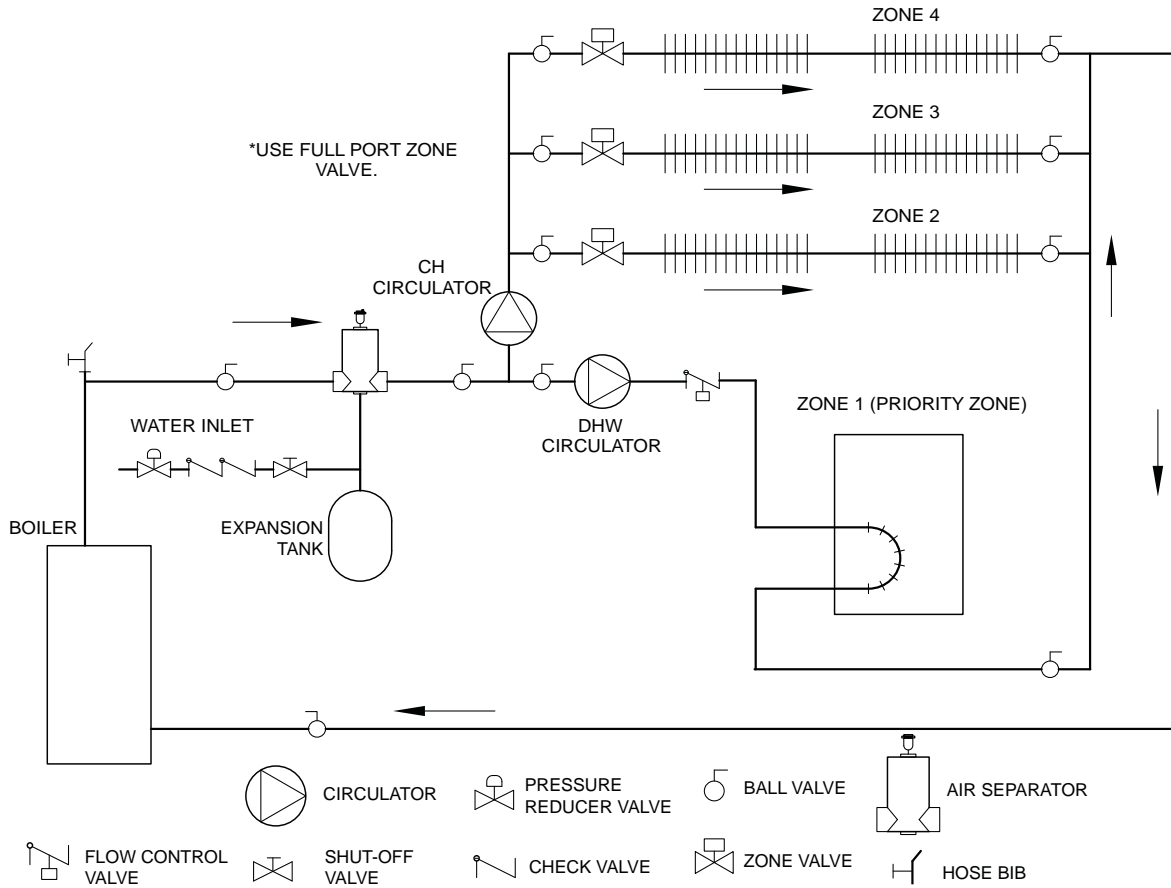 ZONE 4
ZONE 3
*USE FULL PORT ZONE
VALVE.
ZONE 2
CH
CIRCULATOR
ZONE 1 (PRIORITY ZONE)
WATER INLET
DHW
CIRCULATOR
BOILER
EXPANSION
TANK
CIRCULATOR
PRESSURE
REDUCER VALVE
BALL VALVE
AIR SEPARATOR
FLOW CONTROL
VALVE
SHUT-OFF
VALVE
CHECK VALVE
ZONE VALVE
HOSE BIB